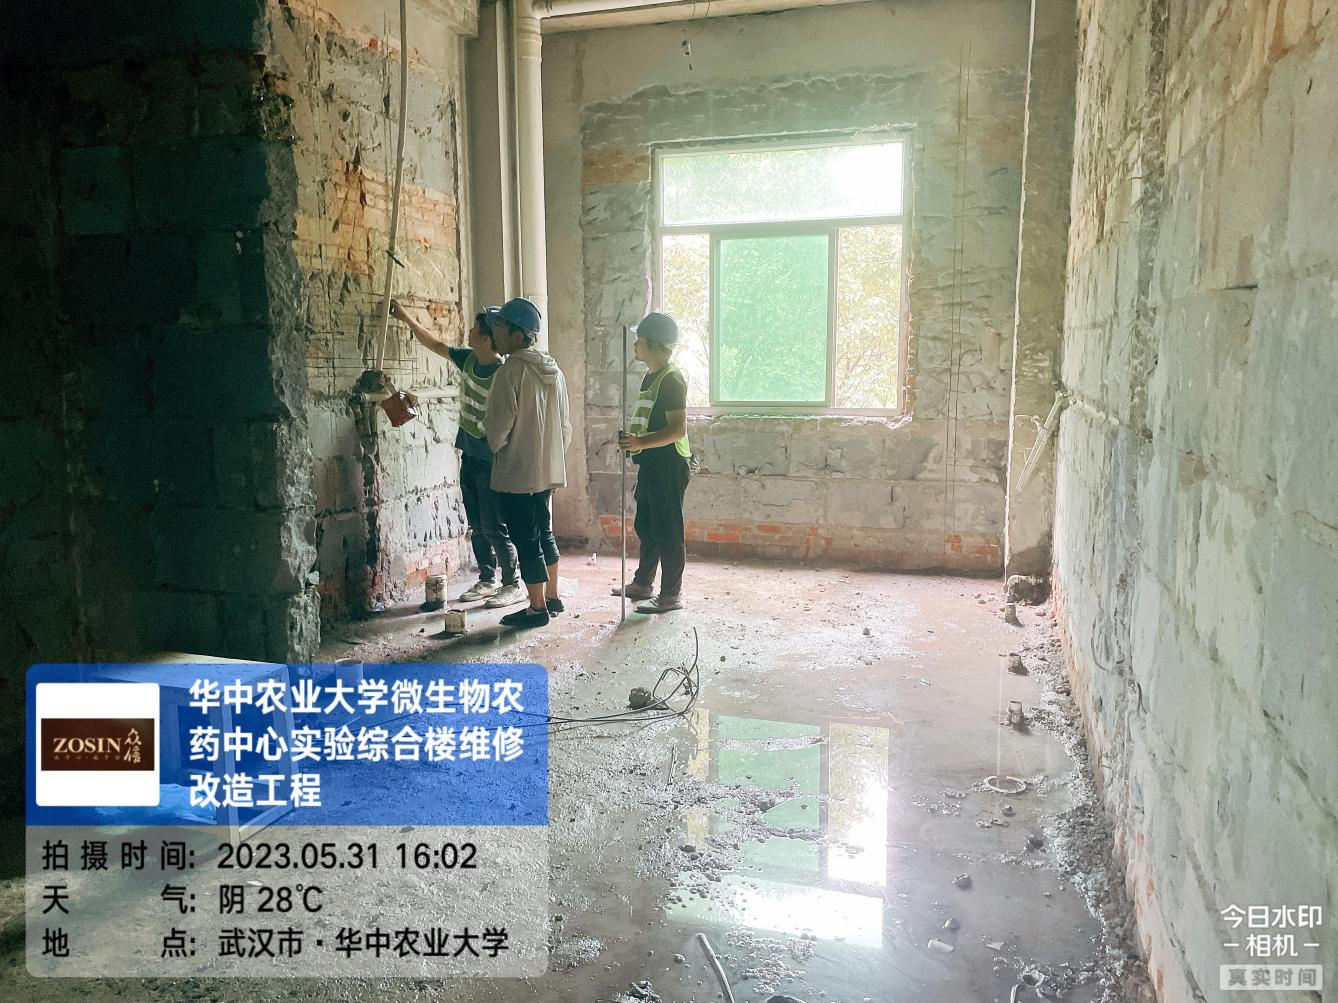 华中农业大学微生物农
药中心实验综合楼维修
改造工程
ZOSIN 众信
拍摄时间: 2023.05.31 16:02
天气: 阴 28℃
地点: 武汉市·华中农业大学
今日水印
-相机-
真实时间